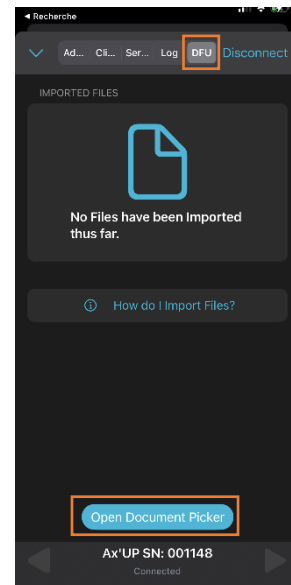 ◀ Recherche
Ad... Cli... Ser... Log DFU Disconnect
IMPORTED FILES
No Files have been Imported
thus far.
How do I Import Files?
Open Document Picker
Ax'UP SN: 001148
Connected